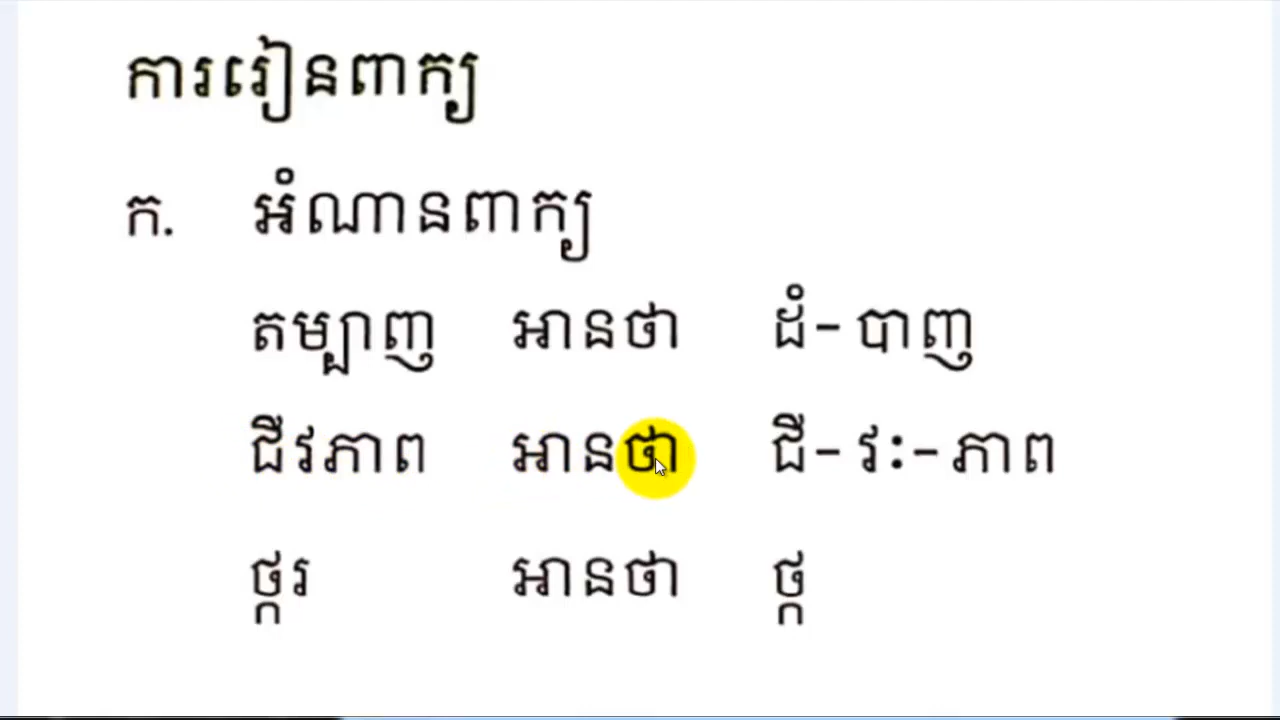 ការរៀនពាក្យ
ក. អំណានពាក្យ
តម្បាញ អានថា ដំ - បាញ
ជីវភាព អានថា ជី - វៈ - ភាព
ថ្ករ អានថា ថ្ក